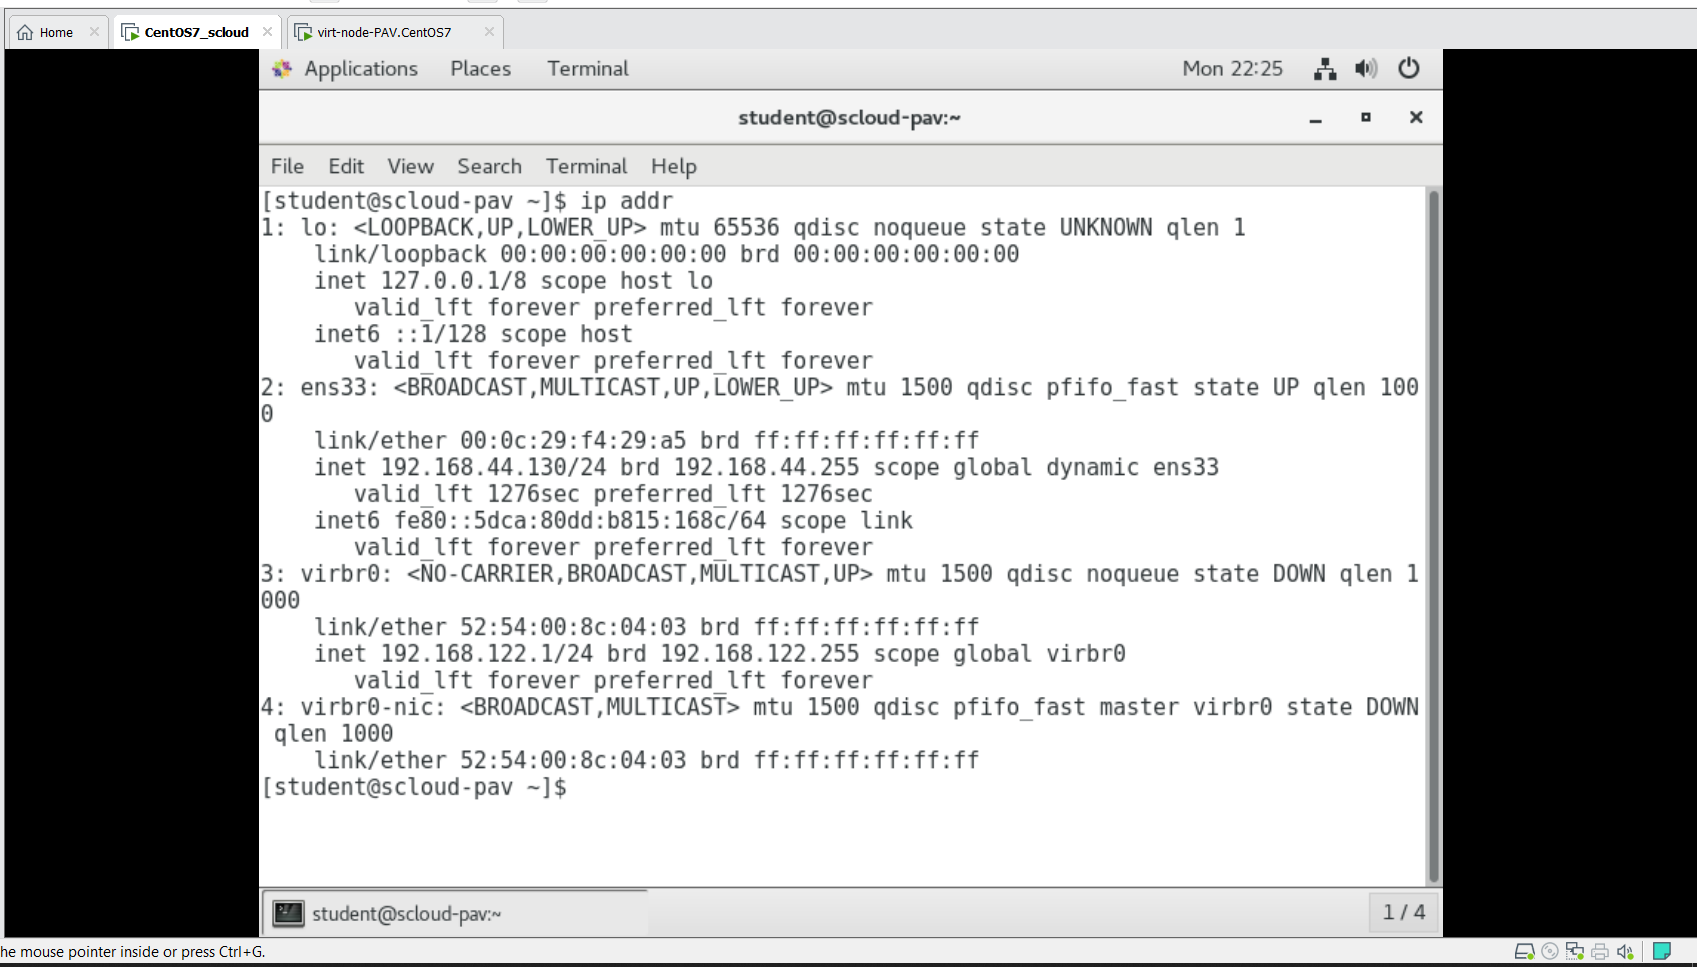 Home
CentOS7_scloud
virt-node-PAV.CentOS7
Applications Places Terminal Mon 22:25
student@scloud-pav:~
File Edit View Search Terminal Help
[student@scloud-pav ~]$ ip addr
1: lo: <LOOPBACK,UP,LOWER_UP> mtu 65536 qdisc noqueue state UNKNOWN qlen 1
    link/loopback 00:00:00:00:00:00 brd 00:00:00:00:00:00
    inet 127.0.0.1/8 scope host lo
       valid_lft forever preferred_lft forever
    inet6 ::1/128 scope host
       valid_lft forever preferred_lft forever
2: ens33: <BROADCAST,MULTICAST,UP,LOWER_UP> mtu 1500 qdisc pfifo_fast state UP qlen 100
0
    link/ether 00:0c:29:f4:29:a5 brd ff:ff:ff:ff:ff:ff
    inet 192.168.44.130/24 brd 192.168.44.255 scope global dynamic ens33
       valid_lft 1276sec preferred_lft 1276sec
    inet6 fe80::5dca:80dd:b815:168c/64 scope link
       valid_lft forever preferred_lft forever
3: virbr0: <NO-CARRIER,BROADCAST,MULTICAST,UP> mtu 1500 qdisc noqueue state DOWN qlen 1
000
    link/ether 52:54:00:8c:04:03 brd ff:ff:ff:ff:ff:ff
    inet 192.168.122.1/24 brd 192.168.122.255 scope global virbr0
       valid_lft forever preferred_lft forever
4: virbr0-nic: <BROADCAST,MULTICAST> mtu 1500 qdisc pfifo_fast master virbr0 state DOWN
 qlen 1000
    link/ether 52:54:00:8c:04:03 brd ff:ff:ff:ff:ff:ff
[student@scloud-pav ~]$
student@scloud-pav:~
1 / 4
he mouse pointer inside or press Ctrl+G.